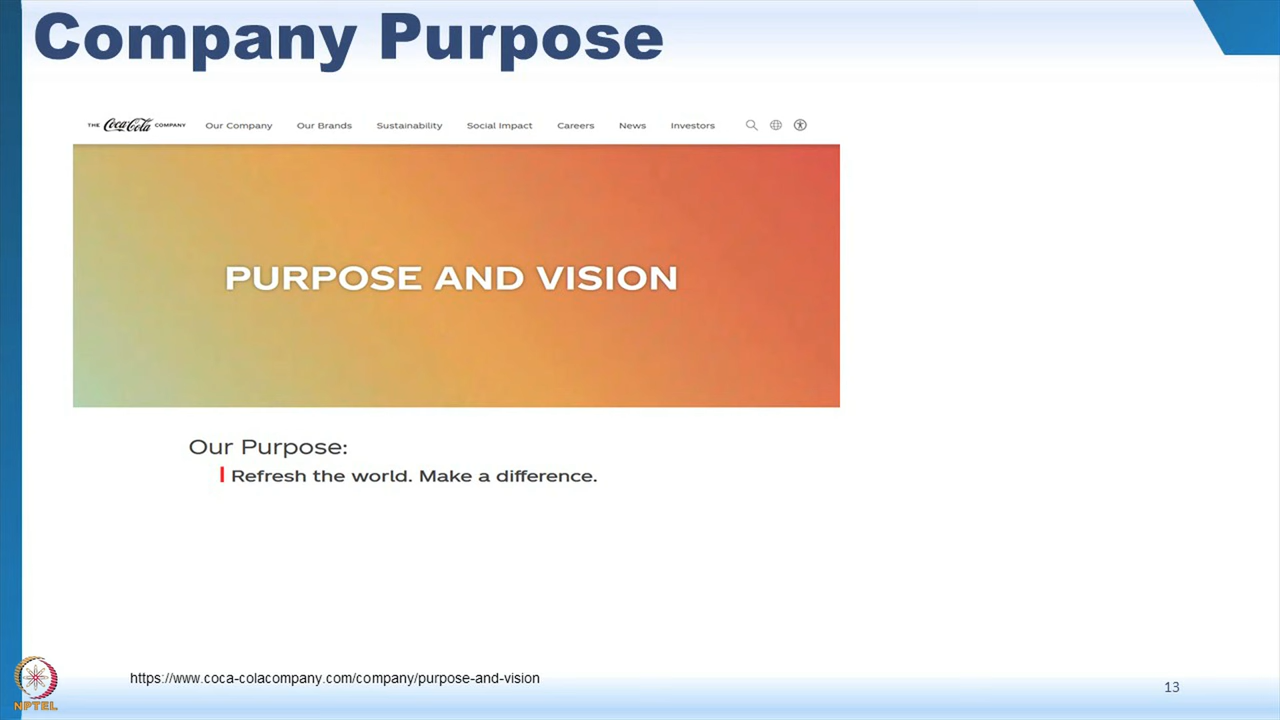 Company Purpose
THE Coca-Cola COMPANY Our Company Our Brands Sustainability Social Impact Careers News Investors
PURPOSE AND VISION
Our Purpose:
Refresh the world. Make a difference.
https://www.coca-colacompany.com/company/purpose-and-vision
13
NPTEL